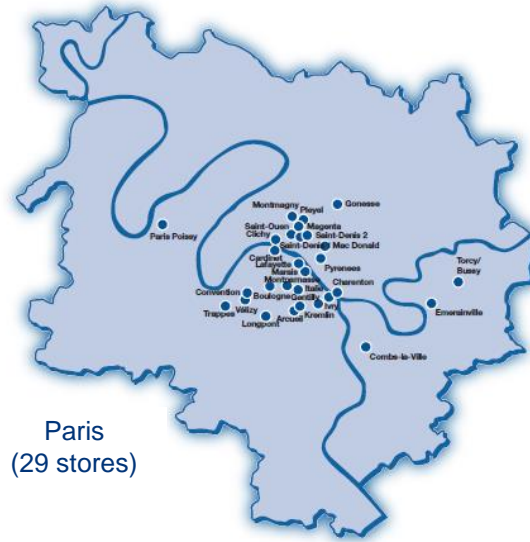 Montmagny
Pleyel
Gonesse
Saint-Ouen
Magenta
Clichy
Saint-Denis 2
Paris Poissy
Saint-Denis 1
Mac Donald
Cardinet
Lafayette
Pyrenees
Marais
Torcy/
Bussy
Montparnasse
Charenton
Convention
Italie
Boulogne
Gentilly
Vélizy
Ivry
Emerainville
Trappes
Arcueil
Kremlin
Longpont
Combs-la-Ville
Paris
(29 stores)